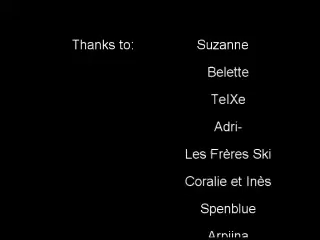 Thanks to: Suzanne
Belette
TelXe
Adri-
Les Frères Ski
Coralie et Inès
Spenblue